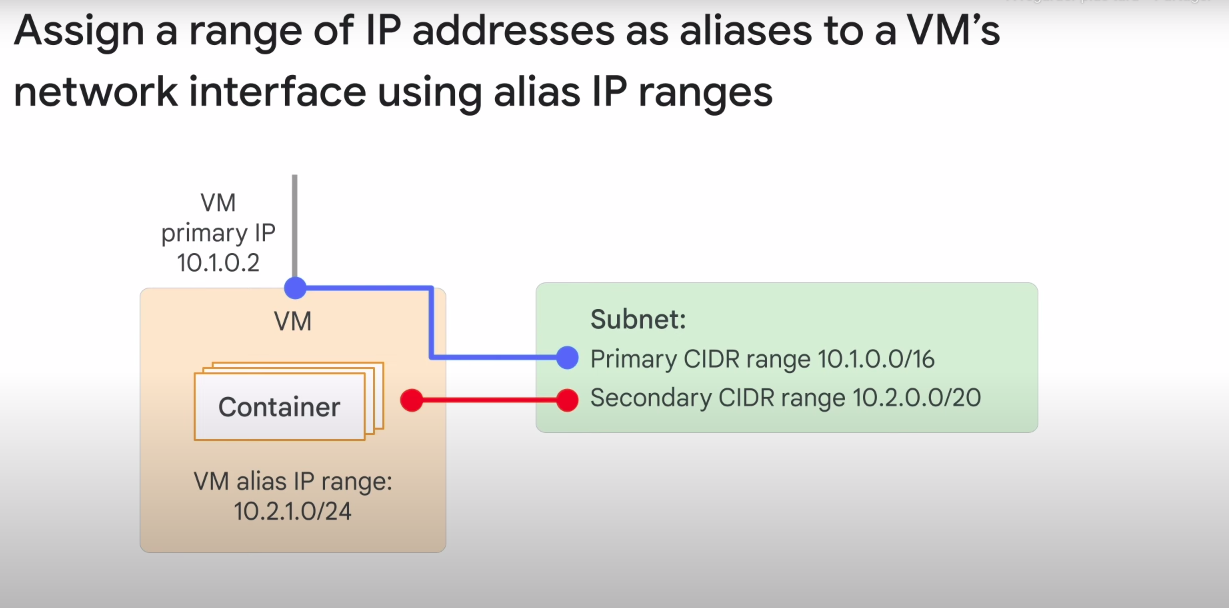 Assign a range of IP addresses as aliases to a VM’s
network interface using alias IP ranges
VM
primary IP
10.1.0.2
VM
Container
VM alias IP range:
10.2.1.0/24
Subnet:
Primary CIDR range 10.1.0.0/16
Secondary CIDR range 10.2.0.0/20